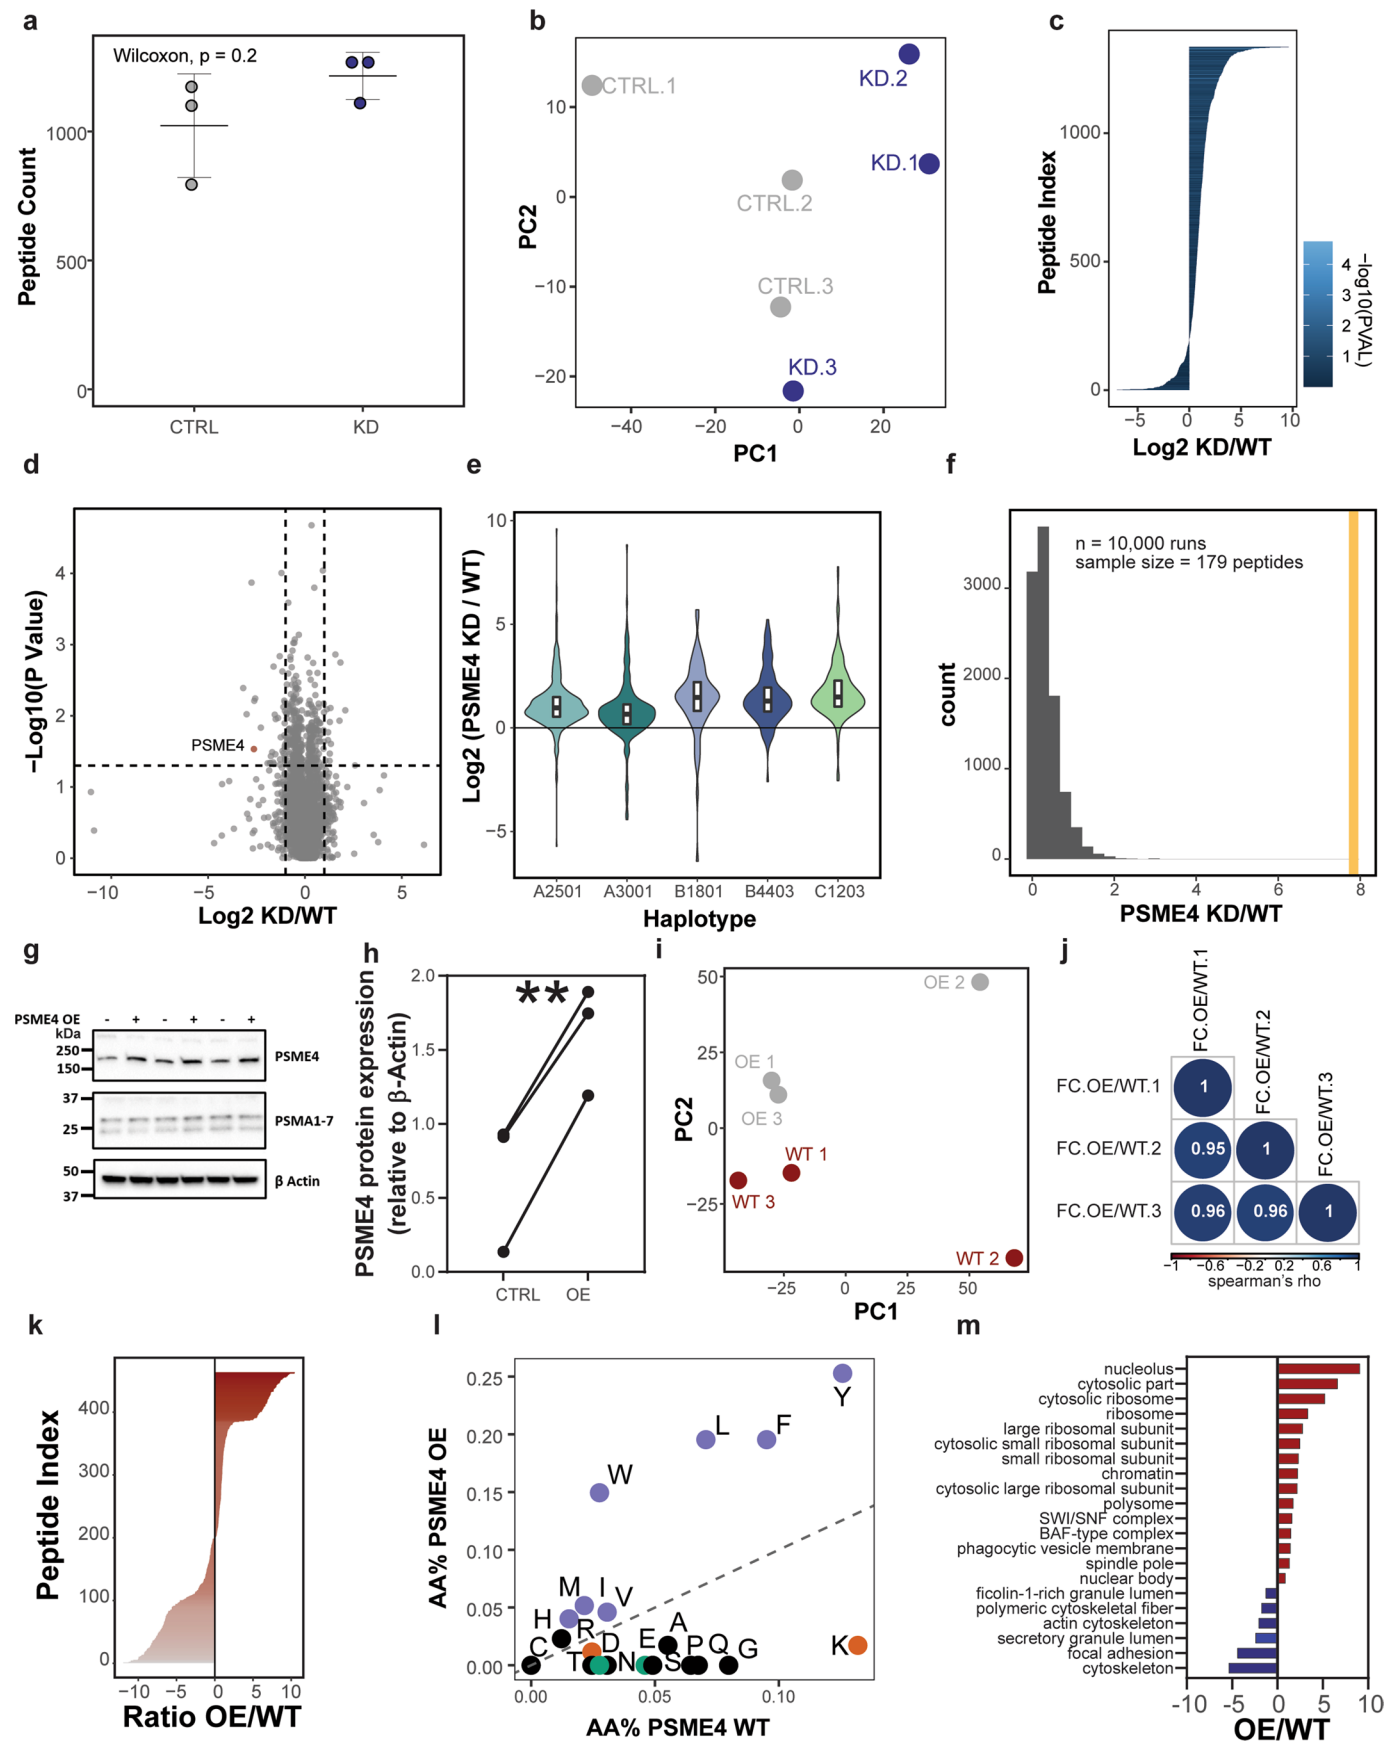 a
Wilcoxon, p = 0.2
Peptide Count
1000
500
0
CTRL
KD
b
CTRL.1
KD.2
KD.1
CTRL.2
CTRL.3
KD.3
PC2
10
0
−10
−20
−40
−20
0
20
PC1
c
Peptide Index
1000
500
0
−5
0
5
10
Log2 KD/WT
4
3
2
1
−log10(PVAL)
d
−Log10(P Value)
4
3
2
1
0
PSME4
−10
−5
0
5
Log2 KD/WT
e
Log2 (PSME4 KD / WT)
10
5
0
−5
A2501
A3001
B1801
B4403
C1203
Haplotype
f
n = 10,000 runs
sample size = 179 peptides
count
3000
2000
1000
0
0
2
4
6
8
PSME4 KD/WT
g
PSME4 OE - + - + - +
kDa
250
150
PSME4
37
25
PSMA1-7
50
37
β Actin
h
PSME4 protein expression
(relative to β-Actin)
2.0
1.5
1.0
0.5
0.0
**
CTRL
OE
i
OE 2
OE 1
OE 3
WT 1
WT 3
WT 2
PC2
50
25
0
−25
−25
0
25
50
PC1
j
FC.OE/WT.1
FC.OE/WT.2
FC.OE/WT.3
FC.OE/WT.1
1
FC.OE/WT.2
0.95
1
FC.OE/WT.3
0.96
0.96
1
−1 −0.6 −0.2 0.2 0.6 1
spearman's rho
k
Peptide Index
400
300
200
100
0
−10
−5
0
5
10
Ratio OE/WT
l
AA% PSME4 OE
0.25
0.20
0.15
0.10
0.05
0.00
Y
L
F
W
M
I
V
H
R
A
C
T
D
N
E
S
P
Q
G
K
0.00
0.05
0.10
AA% PSME4 WT
m
nucleolus
cytosolic part
cytosolic ribosome
ribosome
large ribosomal subunit
cytosolic small ribosomal subunit
small ribosomal subunit
chromatin
cytosolic large ribosomal subunit
polysome
SWI/SNF complex
BAF-type complex
phagocytic vesicle membrane
spindle pole
nuclear body
ficolin-1-rich granule lumen
polymeric cytoskeletal fiber
actin cytoskeleton
secretory granule lumen
focal adhesion
cytoskeleton
-10
-5
0
5
10
OE/WT